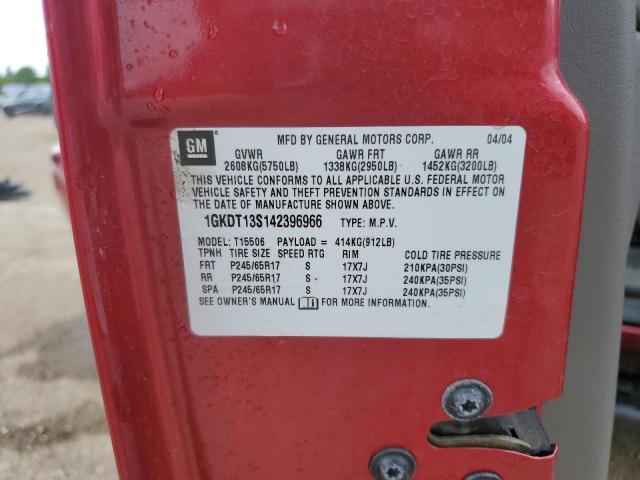 GM MFD BY GENERAL MOTORS CORP. 04/04
GVWR GAWR FRT GAWR RR
2608KG(5750LB) 1338KG(2950LB) 1452KG(3200LB)
THIS VEHICLE CONFORMS TO ALL APPLICABLE U.S. FEDERAL MOTOR
VEHICLE SAFETY AND THEFT PREVENTION STANDARDS IN EFFECT ON
THE DATE OF MANUFACTURE SHOWN ABOVE.
1GKDT13S142396966 TYPE: M.P.V.
MODEL: T15506 PAYLOAD = 414KG(912LB)
TPNH TIRE SIZE SPEED RTG RIM COLD TIRE PRESSURE
FRT P245/65R17 S 17X7J 210KPA(30PSI)
RR P245/65R17 S - 17X7J 240KPA(35PSI)
SPA P245/65R17 S 17X7J 240KPA(35PSI)
SEE OWNER'S MANUAL FOR MORE INFORMATION.